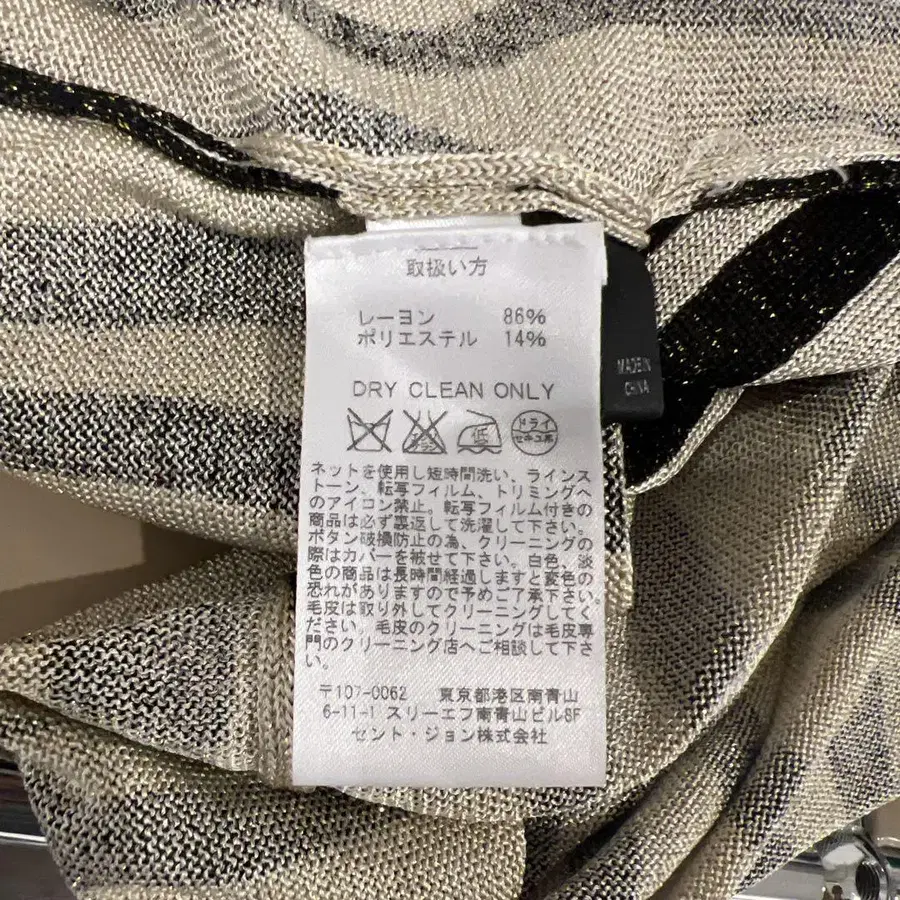 取扱い方
レーヨン 86%
ポリエステル 14%
DRY CLEAN ONLY
低 ドライ
セキユ系
ネットを使用し短時間洗い、ラインス
トーン、転写フィルム、トリミングへ
のアイロン禁止。転写フィルム付きの
商品は必ず裏返して洗濯して下さい。
ボタン破損防止の為、クリーニングの
際はカバーを被せて下さい。白色、淡
色の商品は長時間経過しますと変色の
恐れがありますので予めご了承下さい。
毛皮は取り外してクリーニングしてく
ださい。毛皮のクリーニングは毛皮専
門のクリーニング店へご相談して下さ
い。
〒107-0062 東京都港区南青山
6-11-1 スリーエフ南青山ビル8F
セント・ジョン株式会社
MADE IN
CHINA